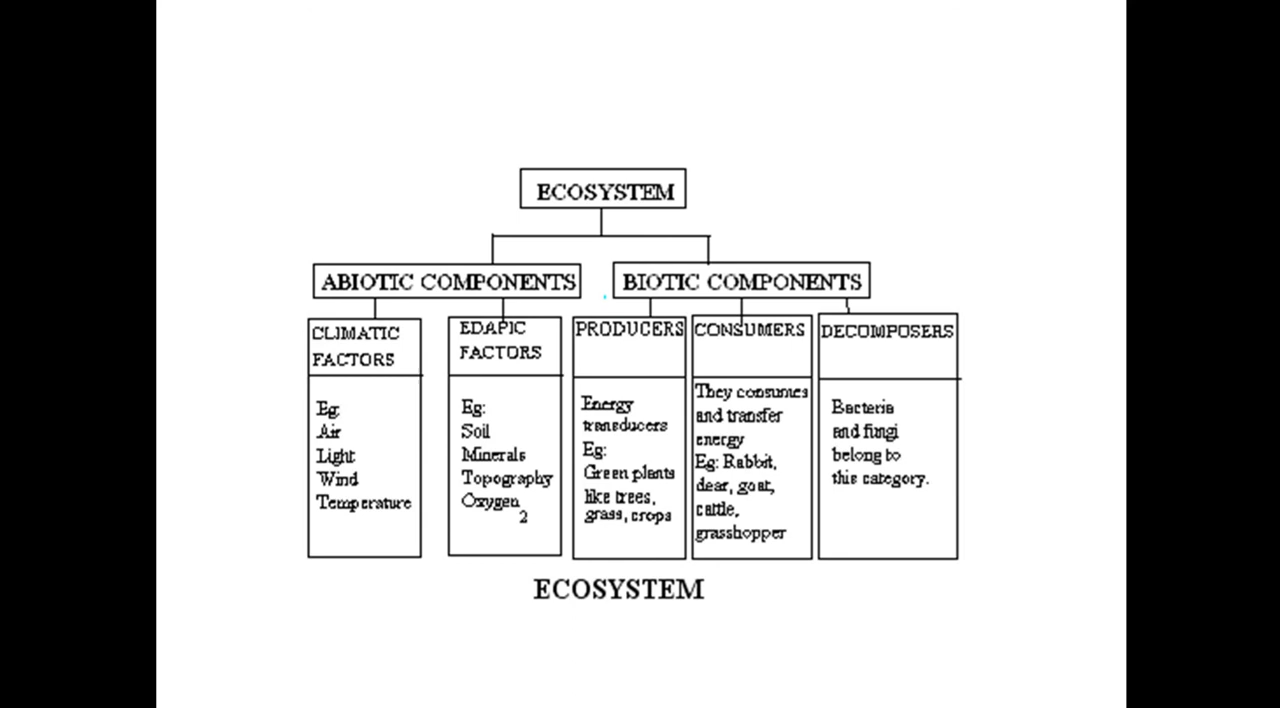 ECOSYSTEM
ABIOTIC COMPONENTS
BIOTIC COMPONENTS
CLIMATIC
FACTORS
Eg:
Air
Light
Wind
Temperature
EDAPIC
FACTORS
Eg:
Soil
Minerals
Topography
Oxygen
2
PRODUCERS
Energy
transducers
Eg:
Green plants
like trees,
grass, crops
CONSUMERS
They consumes
and transfer
energy
Eg: Rabbit,
dear, goat,
cattle,
grasshopper
DECOMPOSERS
Bacteria
and fungi
belong to
this category.
ECOSYSTEM